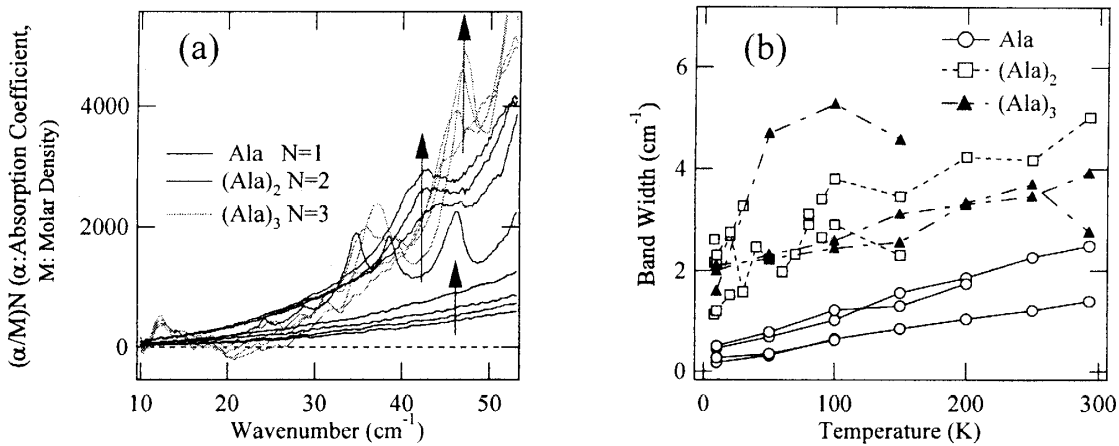 (α/M)N (α:Absorption Coefficient,
M: Molar Density)
(a)
4000
2000
0
Ala N=1
(Ala)2 N=2
(Ala)3 N=3
10 20 30 40 50
Wavenumber (cm-1)
(b)
Band Width (cm-1)
6
4
2
0
Ala
(Ala)2
(Ala)3
0 100 200 300
Temperature (K)